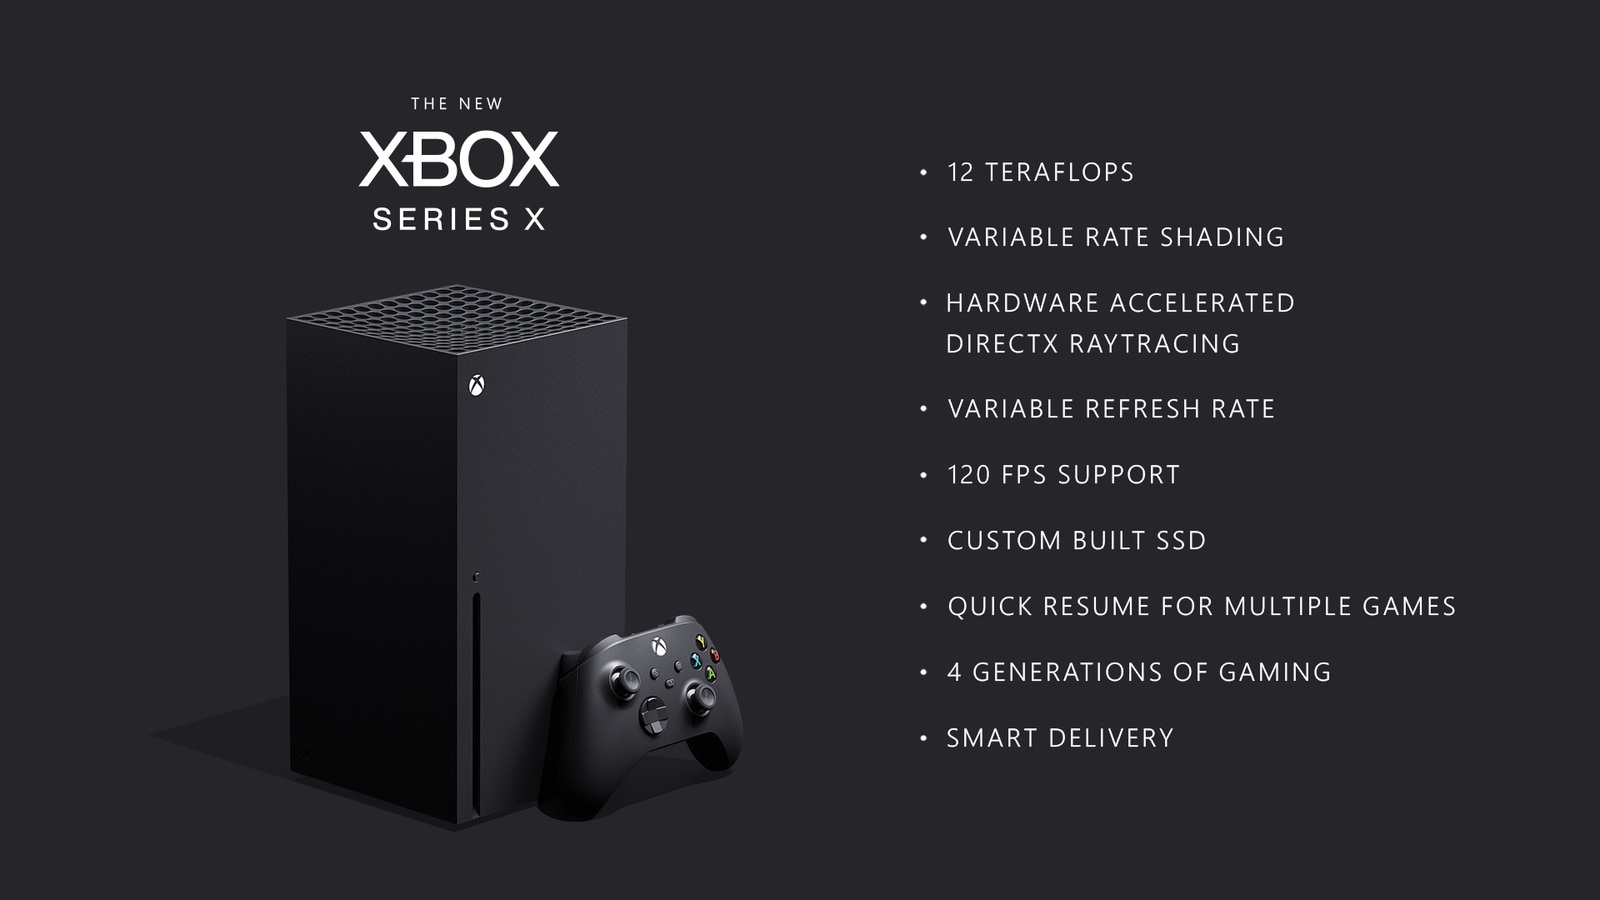 THE NEW
XBOX
SERIES X
• 12 TERAFLOPS
• VARIABLE RATE SHADING
• HARDWARE ACCELERATED
DIRECTX RAYTRACING
• VARIABLE REFRESH RATE
• 120 FPS SUPPORT
• CUSTOM BUILT SSD
• QUICK RESUME FOR MULTIPLE GAMES
• 4 GENERATIONS OF GAMING
• SMART DELIVERY
Y
X
B
A